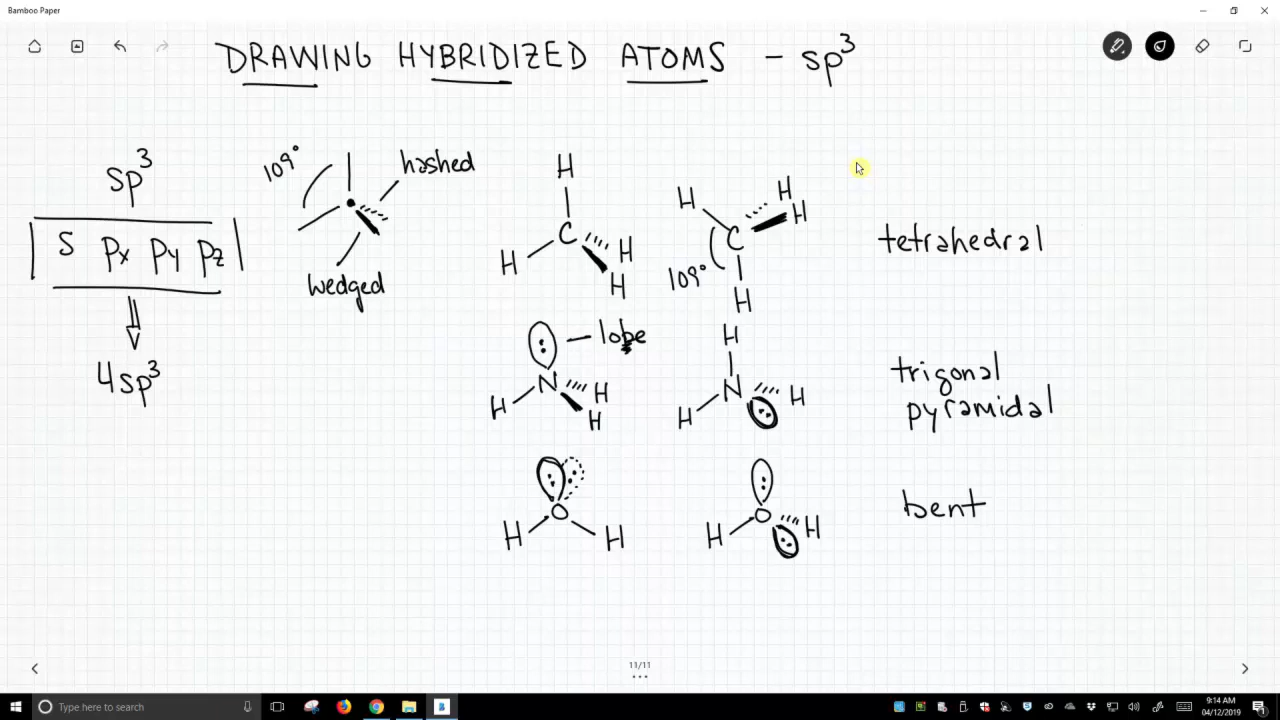 Bamboo Paper
DRAWING HYBRIDIZED ATOMS - sp³
sp³
S Px Py Pz
4sp³
109°
hashed
wedged
H
H C H
H
H H
H
C
109°
H
tetrahedral
: - lobe
H N H
H
H
N
H H
:
trigonal
pyramidal
: :
O
H H
:
O
H H
:
bent
11/11
Type here to search
9:14 AM
04/12/2019